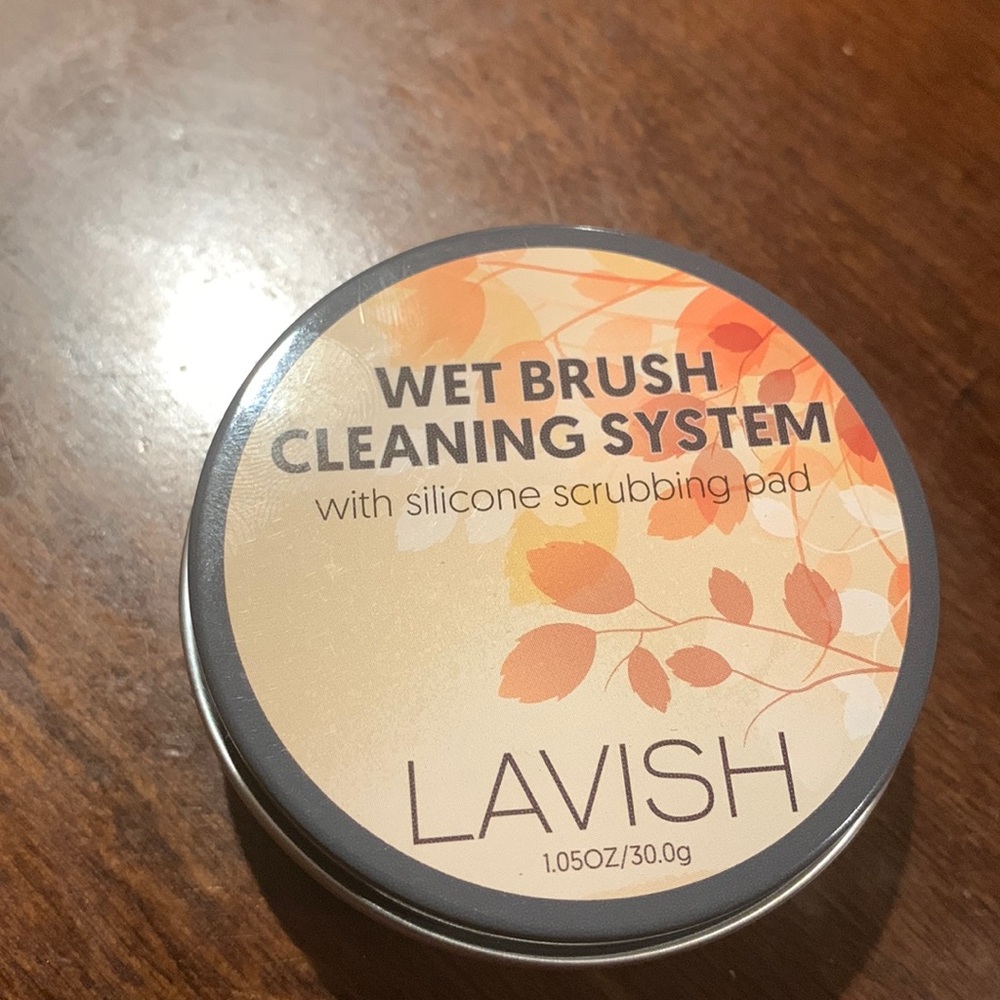 WET BRUSH
CLEANING SYSTEM
with silicone scrubbing pad
LAVISH
1.05OZ/30.0g